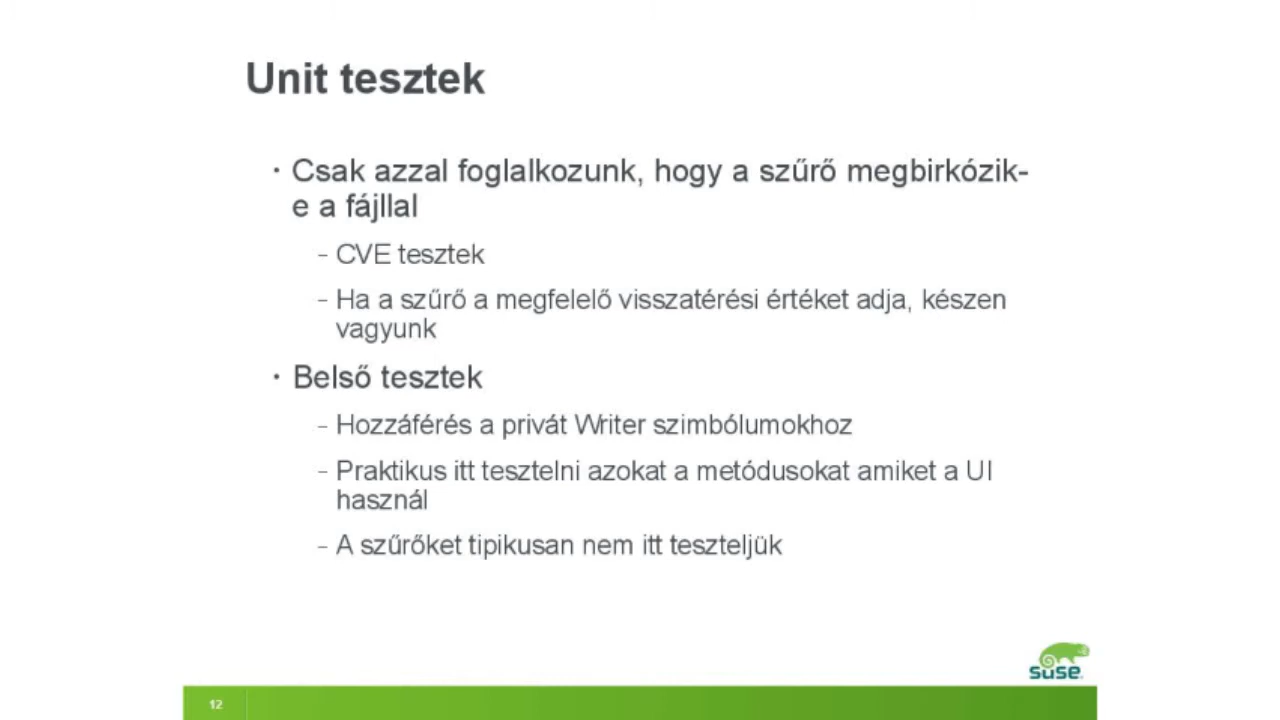 Unit tesztek
· Csak azzal foglalkozunk, hogy a szűrő megbirkózik-
e a fájllal
– CVE tesztek
– Ha a szűrő a megfelelő visszatérési értéket adja, készen
vagyunk
· Belső tesztek
– Hozzáférés a privát Writer szimbólumokhoz
– Praktikus itt tesztelni azokat a metódusokat amiket a UI
használ
– A szűrőket tipikusan nem itt teszteljük
SUSE
12